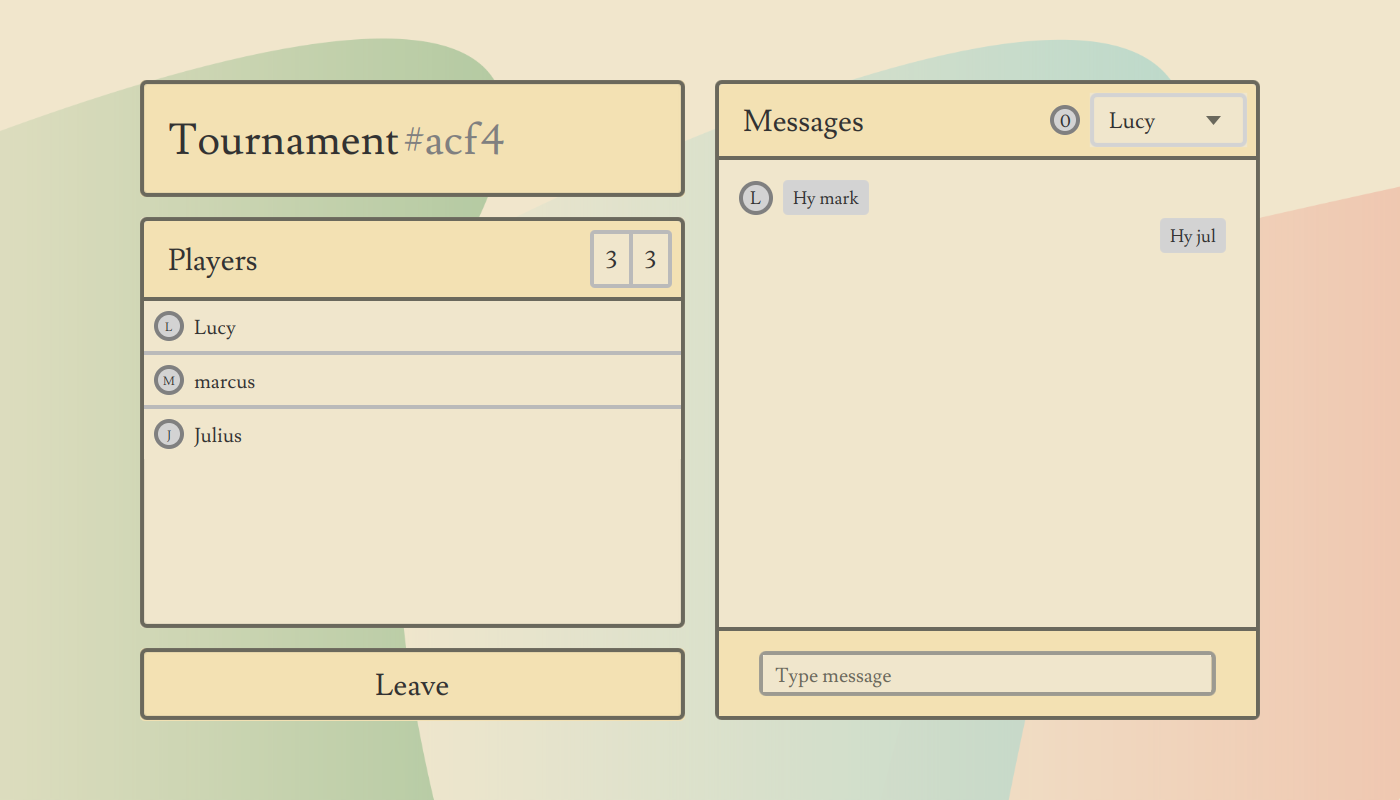 Tournament #acf4
Players
3 3
L Lucy
M marcus
J Julius
Leave
Messages
0 Lucy
L Hy mark
Hy jul
Type message